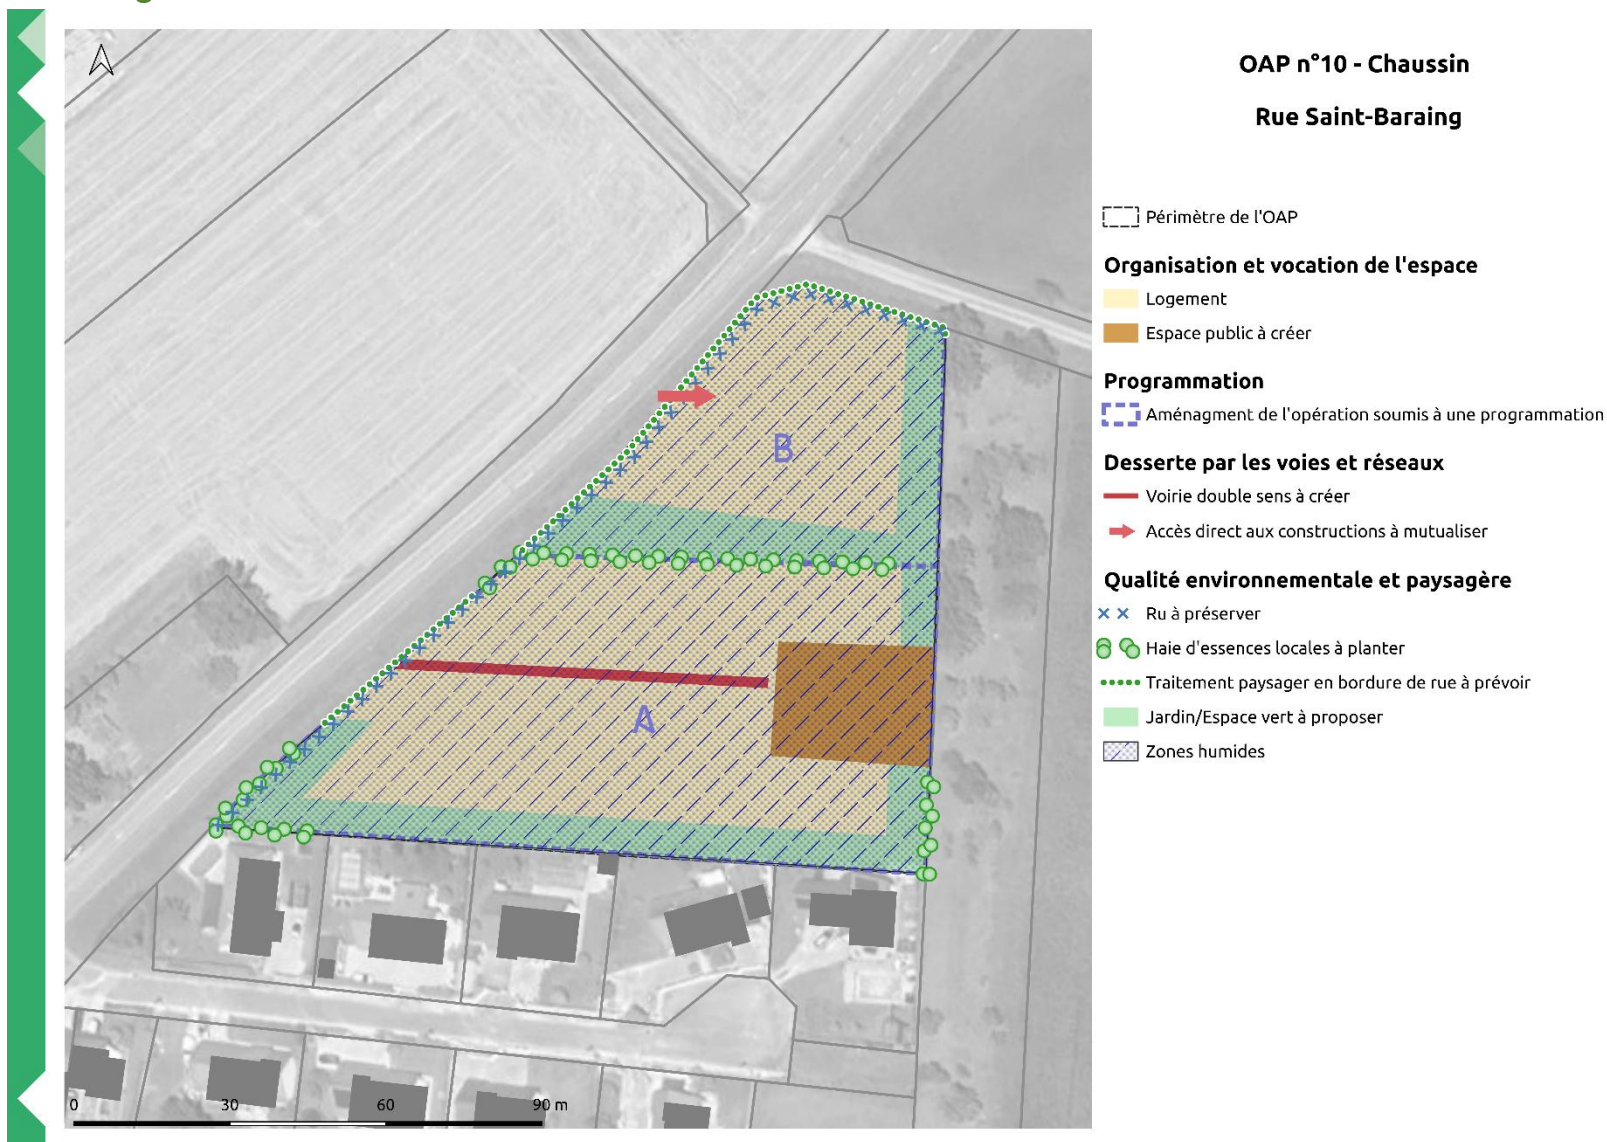 OAP n°10 - Chaussin
Rue Saint-Baraing
Périmètre de l'OAP
Organisation et vocation de l'espace
Logement
Espace public à créer
Programmation
Aménagment de l'opération soumis à une programmation
Desserte par les voies et réseaux
Voirie double sens à créer
Accès direct aux constructions à mutualiser
Qualité environnementale et paysagère
Ru à préserver
Haie d'essences locales à planter
Traitement paysager en bordure de rue à prévoir
Jardin/Espace vert à proposer
Zones humides
B
A
0 30 60 90 m